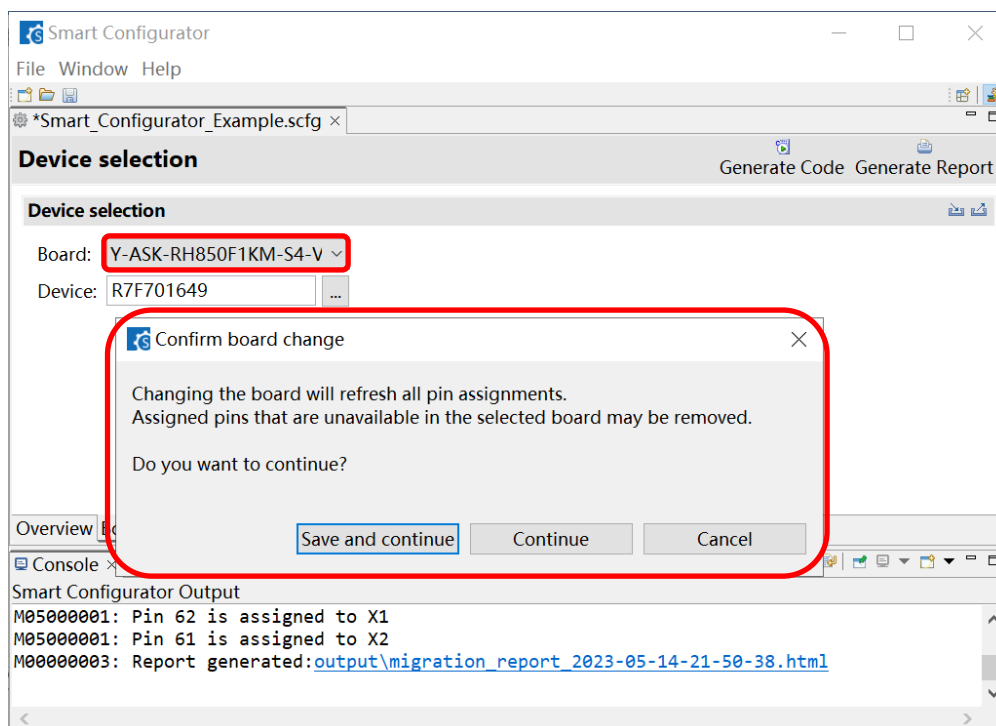 Smart Configurator
File Window Help
*Smart_Configurator_Example.scfg
Device selection
Generate Code Generate Report
Device selection
Board: Y-ASK-RH850F1KM-S4-V
Device: R7F701649 ...
Confirm board change
Changing the board will refresh all pin assignments.
Assigned pins that are unavailable in the selected board may be removed.
Do you want to continue?
Save and continue Continue Cancel
Overview
Console
Smart Configurator Output
M05000001: Pin 62 is assigned to X1
M05000001: Pin 61 is assigned to X2
M00000003: Report generated:output\migration_report_2023-05-14-21-50-38.html